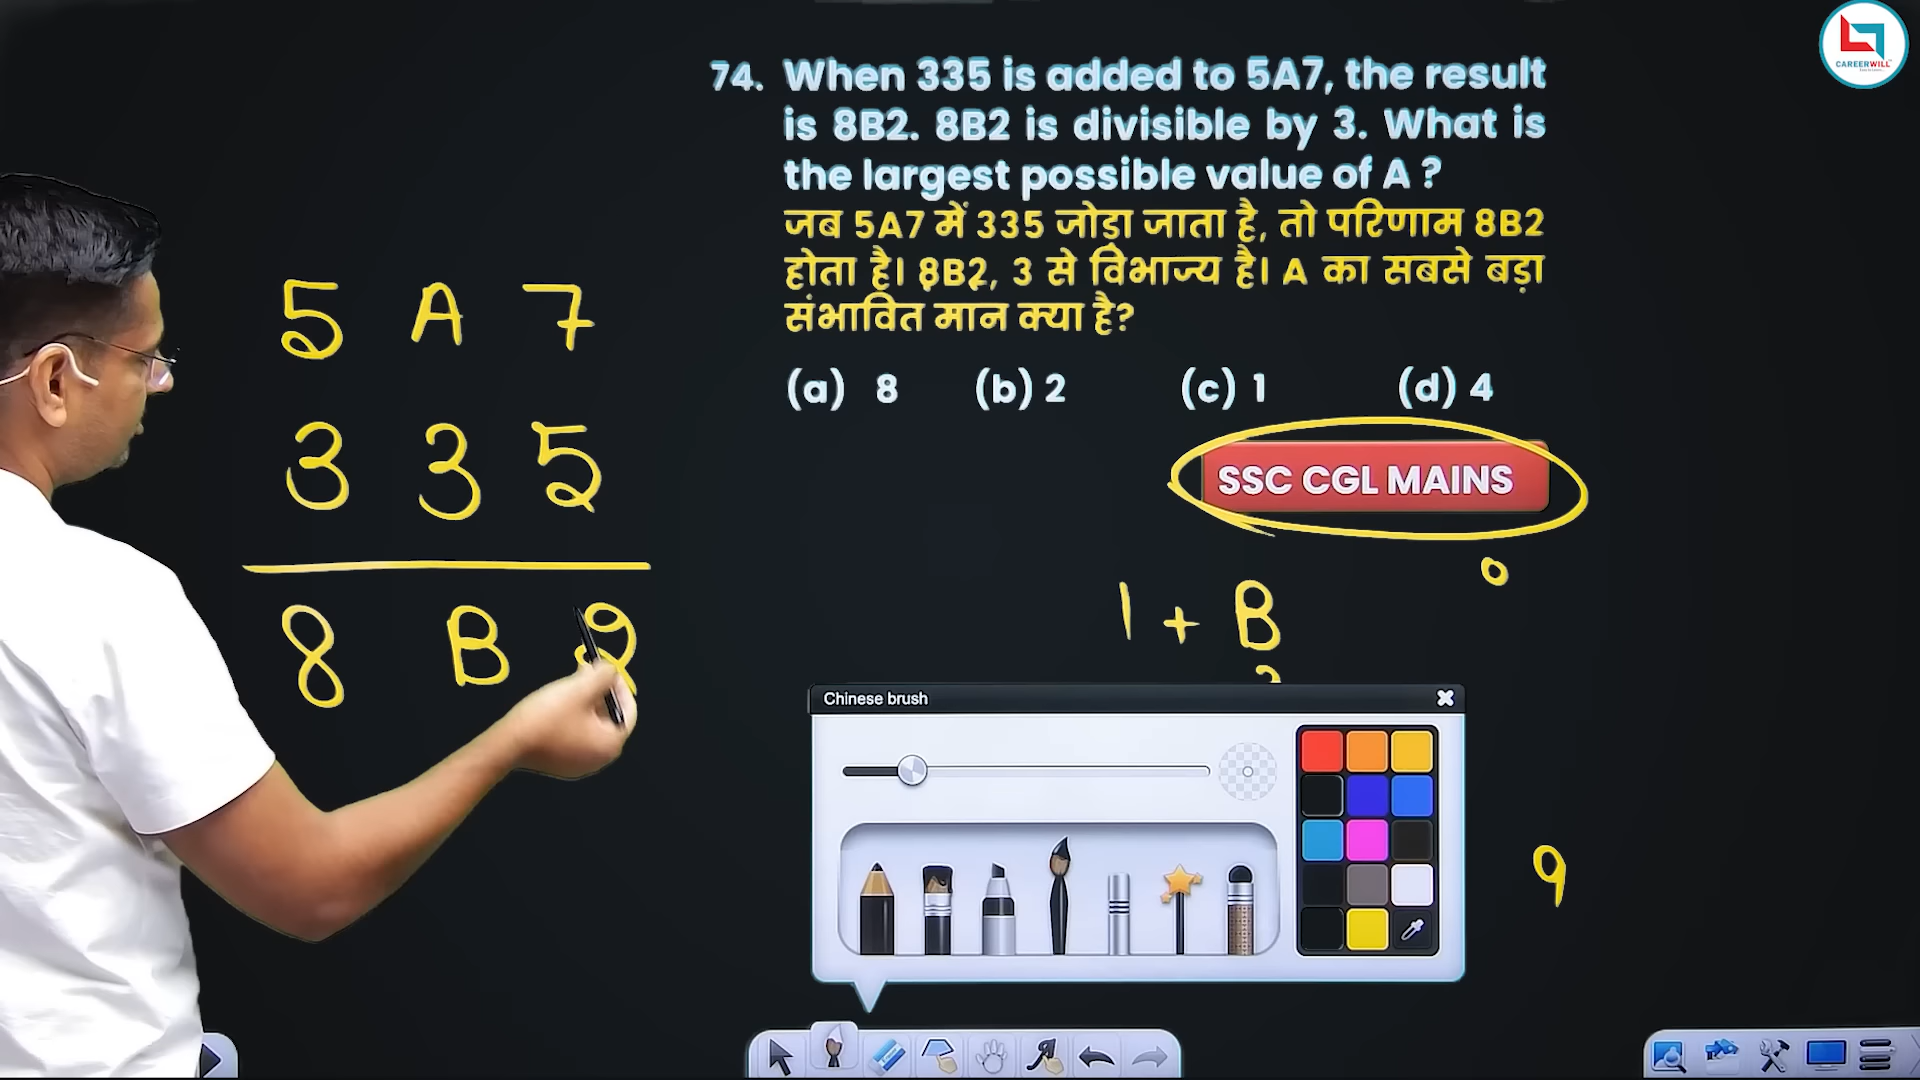 CAREERWILL
74. When 335 is added to 5A7, the result
is 8B2. 8B2 is divisible by 3. What is
the largest possible value of A ?
जब 5A7 में 335 जोड़ा जाता है, तो परिणाम 8B2
होता है। 8B2, 3 से विभाज्य है। A का सबसे बड़ा
संभावित मान क्या है?
(a) 8 (b) 2 (c) 1 (d) 4
SSC CGL MAINS
5 A 7
3 3 5
8 B 2
0
1 + B
Chinese brush
9